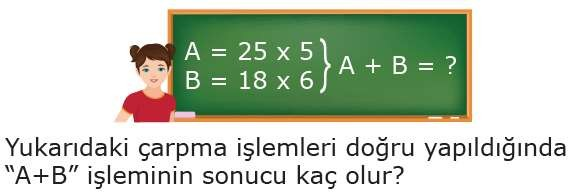 A = 25 x 5
B = 18 x 6 } A + B = ?
Yukarıdaki çarpma işlemleri doğru yapıldığında
“A+B” işleminin sonucu kaç olur?